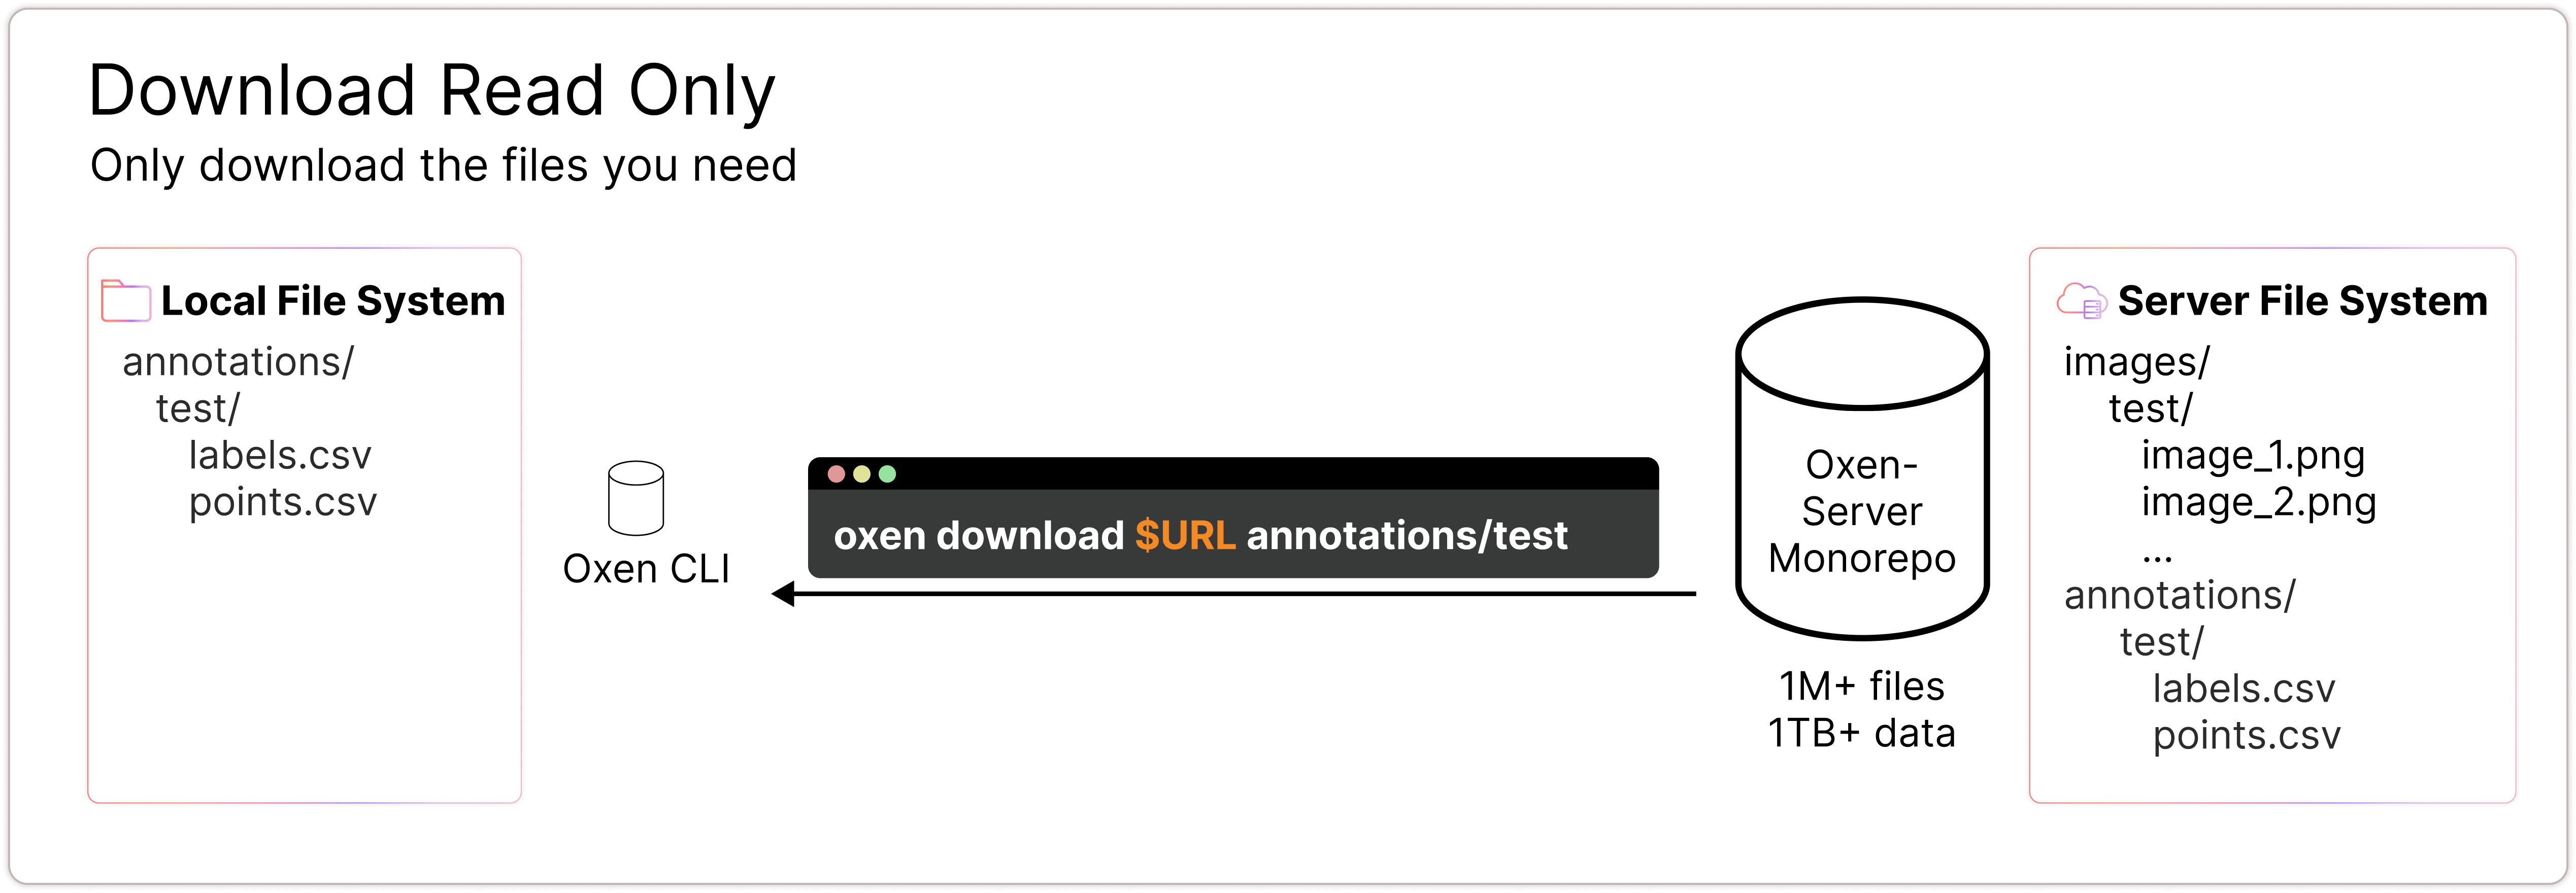 Download Read Only
Only download the files you need
Local File System
annotations/
test/
labels.csv
points.csv
Oxen CLI
oxen download $URL annotations/test
Oxen-
Server
Monorepo
1M+ files
1TB+ data
Server File System
images/
test/
image_1.png
image_2.png
...
annotations/
test/
labels.csv
points.csv